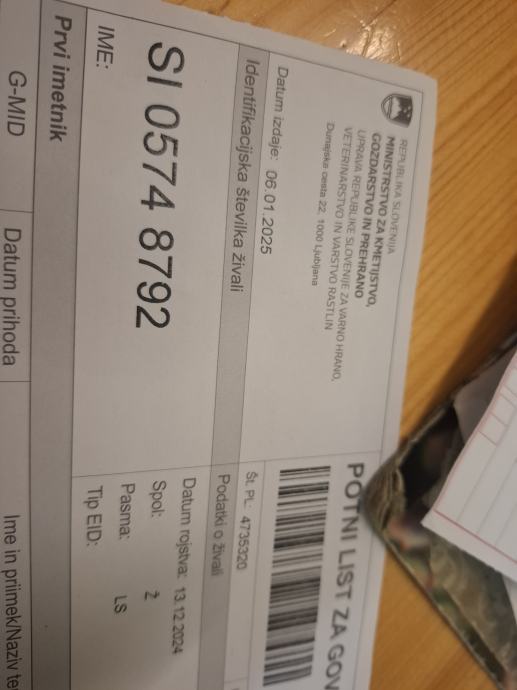 REPUBLIKA SLOVENIJA
MINISTRSTVO ZA KMETIJSTVO,
GOZDARSTVO IN PREHRANO
UPRAVA REPUBLIKE SLOVENIJE ZA VARNO HRANO,
VETERINARSTVO IN VARSTVO RASTLIN
Dunajska cesta 22, 1000 Ljubljana
POTNI LIST ZA GOV
Datum izdaje: 06.01.2025
Št. PL: 4735320
Identifikacijska številka živali
Podatki o živali
SI 0574 8792
Datum rojstva: 13.12.2024
Spol: Ž
Pasma: LS
IME:
Tip EID:
Prvi imetnik
G-MID
Datum prihoda
Ime in priimek/Naziv te